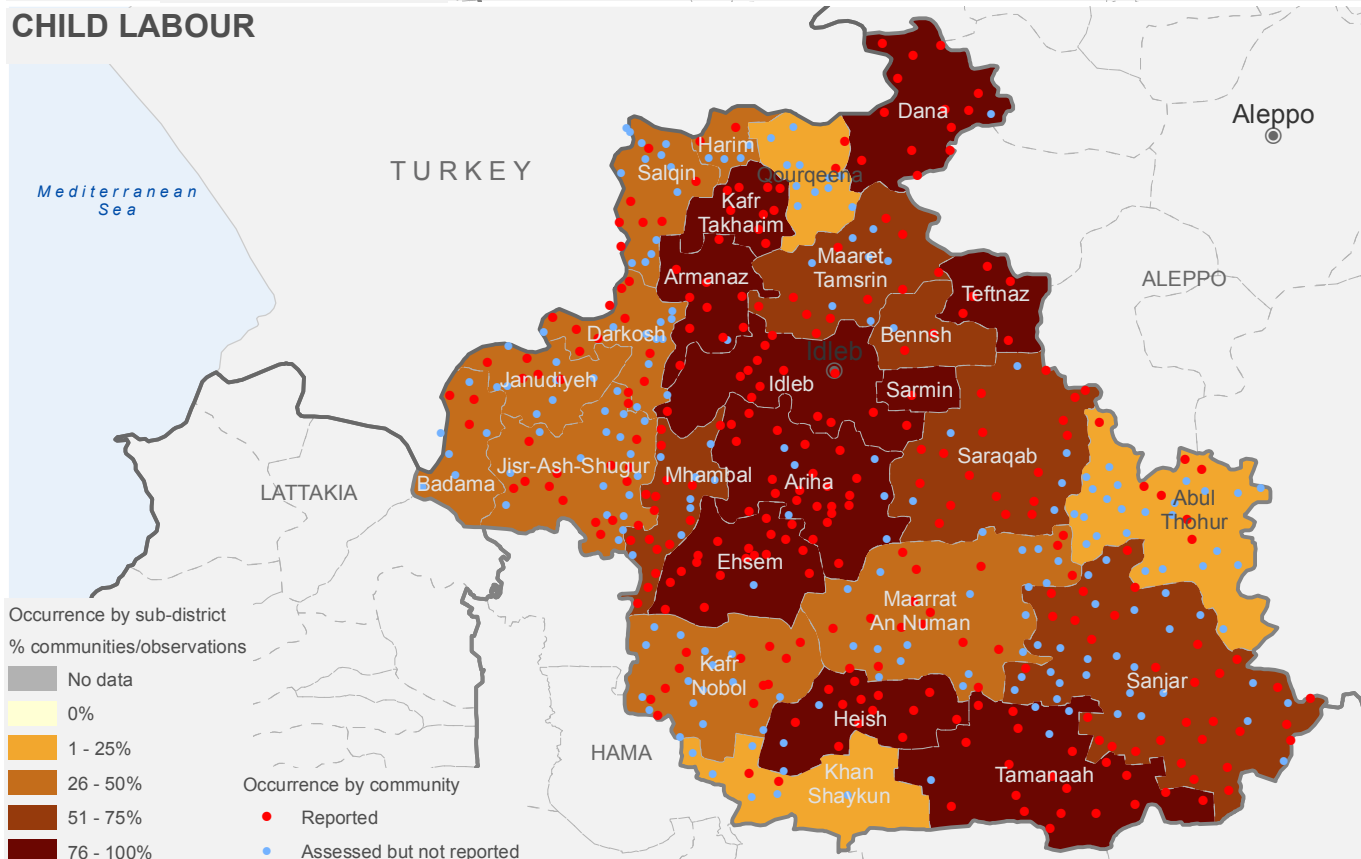 CHILD LABOUR
Dana
Aleppo
TURKEY
Harim
Salqin
Qourqeena
Mediterranean
Sea
Kafr
Takharim
Maaret
Tamsrin
Armanaz
ALEPPO
Teftnaz
Darkosh
Bennsh
Idleb
Janudiyeh
Idleb
Sarmin
Saraqab
Jisr-Ash-Shugur
Mhambal
Ariha
Badama
LATTAKIA
Abul
Thohur
Ehsem
Maarrat
An Numan
Kafr
Nobol
Sanjar
Heish
HAMA
Khan
Shaykun
Tamanaah
Occurrence by sub-district
% communities/observations
No data
0%
1 - 25%
26 - 50%
51 - 75%
76 - 100%
Occurrence by community
Reported
Assessed but not reported